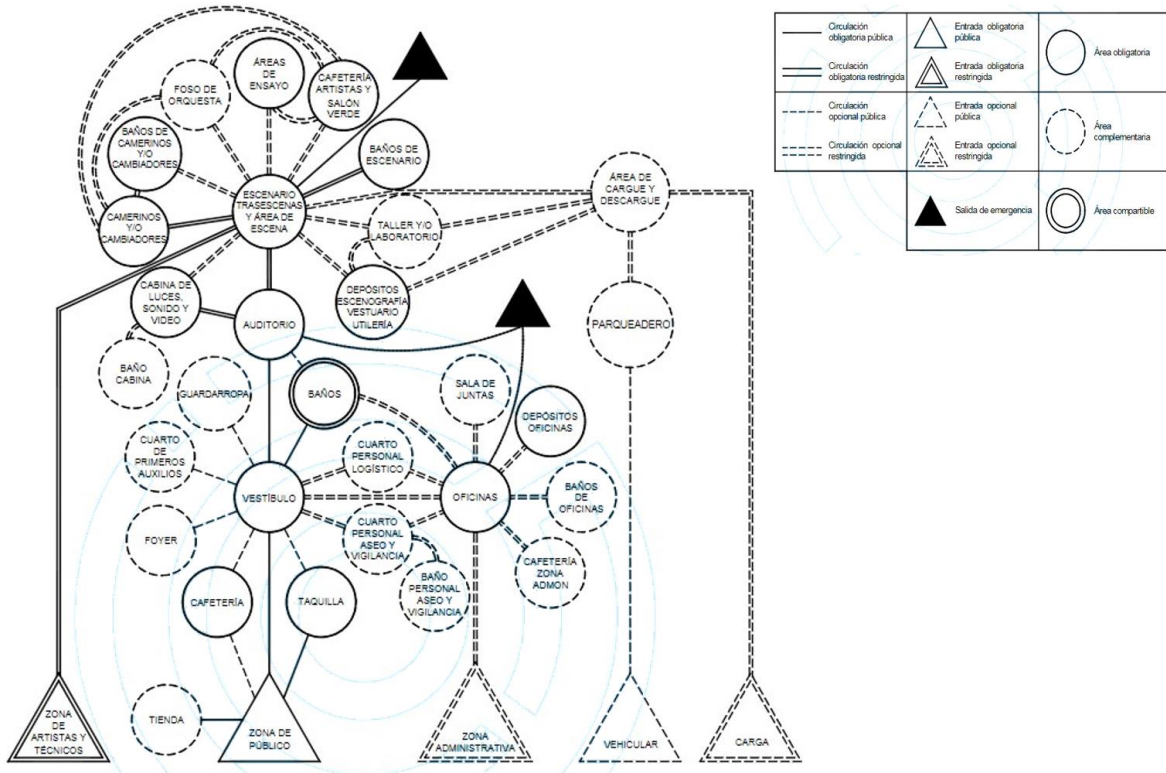 ÁREAS
DE
ENSAYO
FOSO DE
ORQUESTA
CAFETERÍA
ARTISTAS Y
SALÓN
VERDE
BAÑOS DE
CAMERINOS
Y/O
CAMBIADORES
BAÑOS DE
ESCENARIO
ESCENARIO
TRASESCENAS
Y ÁREA DE
ESCENA
ÁREA DE
CARGUE Y
DESCARGUE
CAMERINOS
Y/O
CAMBIADORES
TALLER Y/O
LABORATORIO
CABINA DE
LUCES,
SONIDO Y
VIDEO
DEPÓSITOS
ESCENOGRAFÍA
VESTUARIO
UTILERÍA
AUDITORIO
PARQUEADERO
BAÑO
CABINA
GUARDARROPA
BAÑOS
SALA DE
JUNTAS
DEPÓSITOS
OFICINAS
CUARTO
DE
PRIMEROS
AUXILIOS
CUARTO
PERSONAL
LOGÍSTICO
VESTÍBULO
OFICINAS
BAÑOS
DE
OFICINAS
FOYER
CUARTO
PERSONAL
ASEO Y
VIGILANCIA
CAFETERÍA
ZONA
ADMON
BAÑO
PERSONAL
ASEO Y
VIGILANCIA
CAFETERÍA
TAQUILLA
TIENDA
ZONA
DE
ARTISTAS Y
TÉCNICOS
ZONA DE
PÚBLICO
ZONA
ADMINISTRATIVA
VEHICULAR
CARGA
Circulación
obligatoria pública
Entrada obligatoria
pública
Área obligatoria
Circulación
obligatoria restringida
Entrada obligatoria
restringida
Circulación
opcional pública
Entrada opcional
pública
Área
complementaria
Circulación opcional
restringida
Entrada opcional
restringida
Salida de emergencia
Área compartible